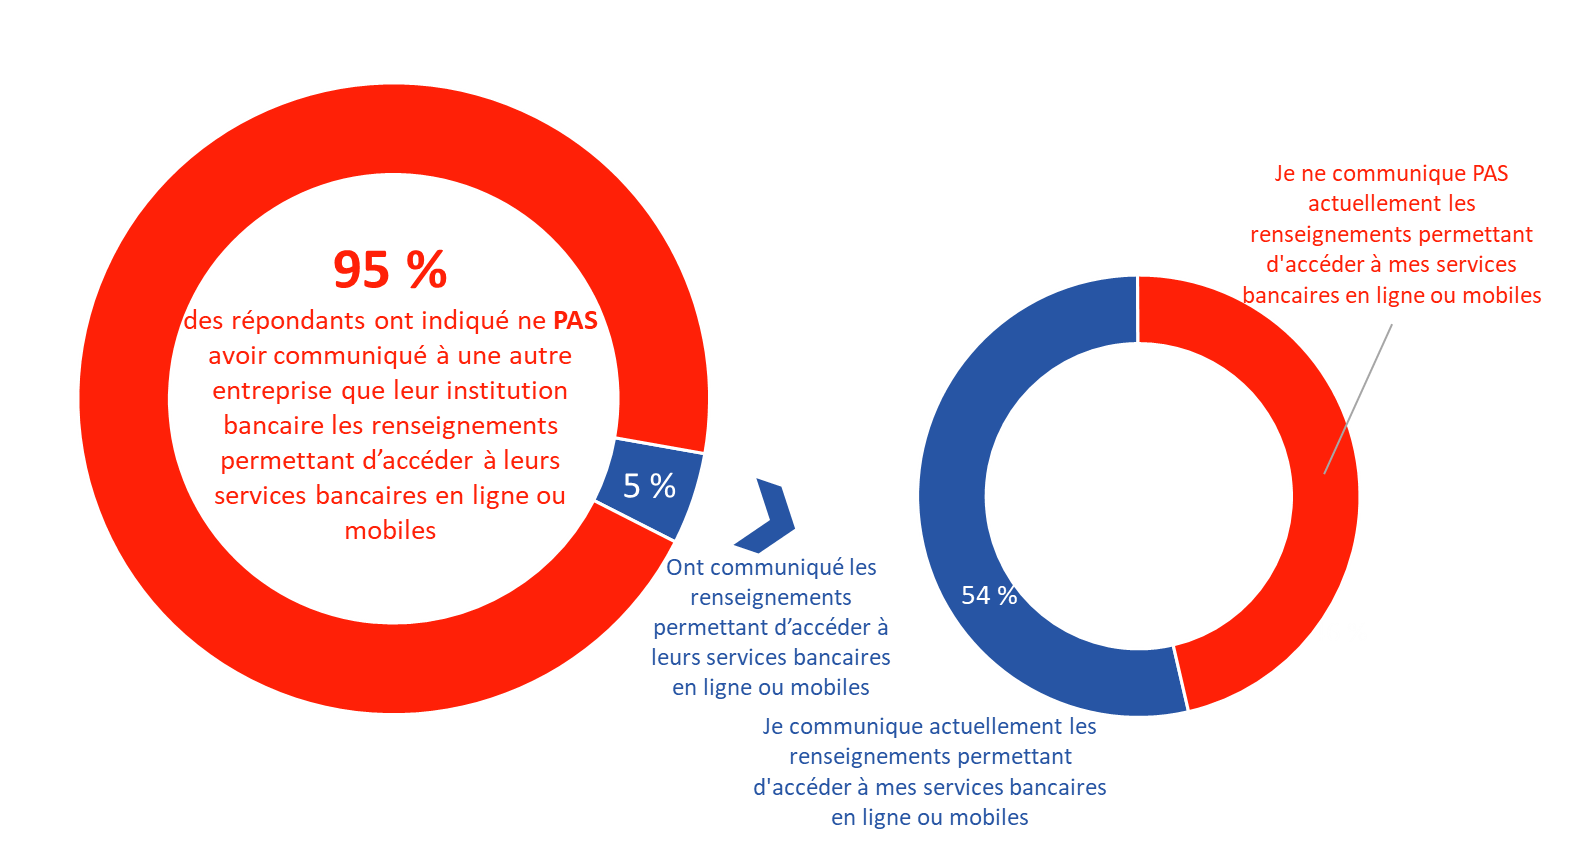 95 %
des répondants ont indiqué ne PAS
avoir communiqué à une autre
entreprise que leur institution
bancaire les renseignements
permettant d’accéder à leurs
services bancaires en ligne ou
mobiles
5 %
Ont communiqué les
renseignements
permettant d’accéder à
leurs services bancaires
en ligne ou mobiles
Je ne communique PAS
actuellement les
renseignements permettant
d'accéder à mes services
bancaires en ligne ou mobiles
54 %
Je communique actuellement les
renseignements permettant
d'accéder à mes services bancaires
en ligne ou mobiles